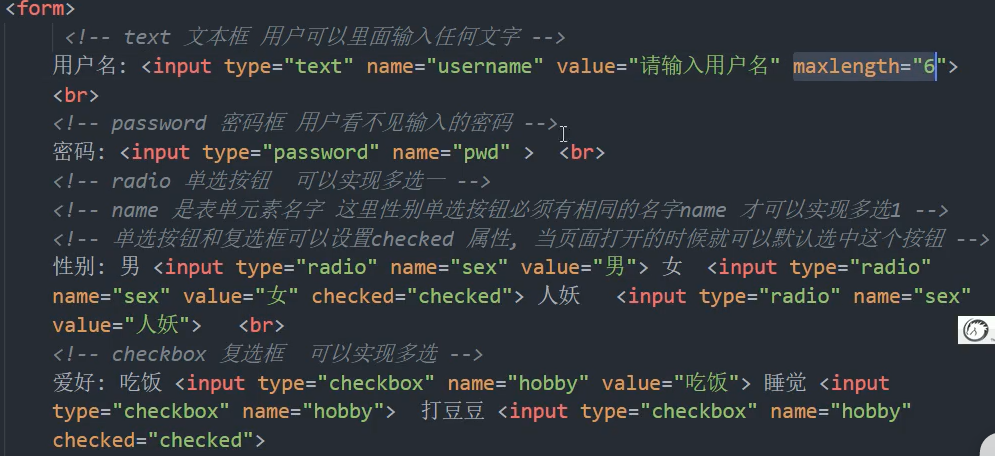 <form>
<!-- text 文本框 用户可以里面输入任何文字 -->
用户名: <input type="text" name="username" value="请输入用户名" maxlength="6">
<br>
<!-- password 密码框 用户看不见输入的密码 -->
密码: <input type="password" name="pwd" > <br>
<!-- radio 单选按钮 可以实现多选一 -->
<!-- name 是表单元素名字 这里性别单选按钮必须有相同的名字name 才可以实现多选1 -->
<!-- 单选按钮和复选框可以设置checked 属性, 当页面打开的时候就可以默认选中这个按钮 -->
性别: 男 <input type="radio" name="sex" value="男"> 女 <input type="radio"
name="sex" value="女" checked="checked"> 人妖 <input type="radio" name="sex"
value="人妖"> <br>
<!-- checkbox 复选框 可以实现多选 -->
爱好: 吃饭 <input type="checkbox" name="hobby" value="吃饭"> 睡觉 <input
type="checkbox" name="hobby"> 打豆豆 <input type="checkbox" name="hobby"
checked="checked">